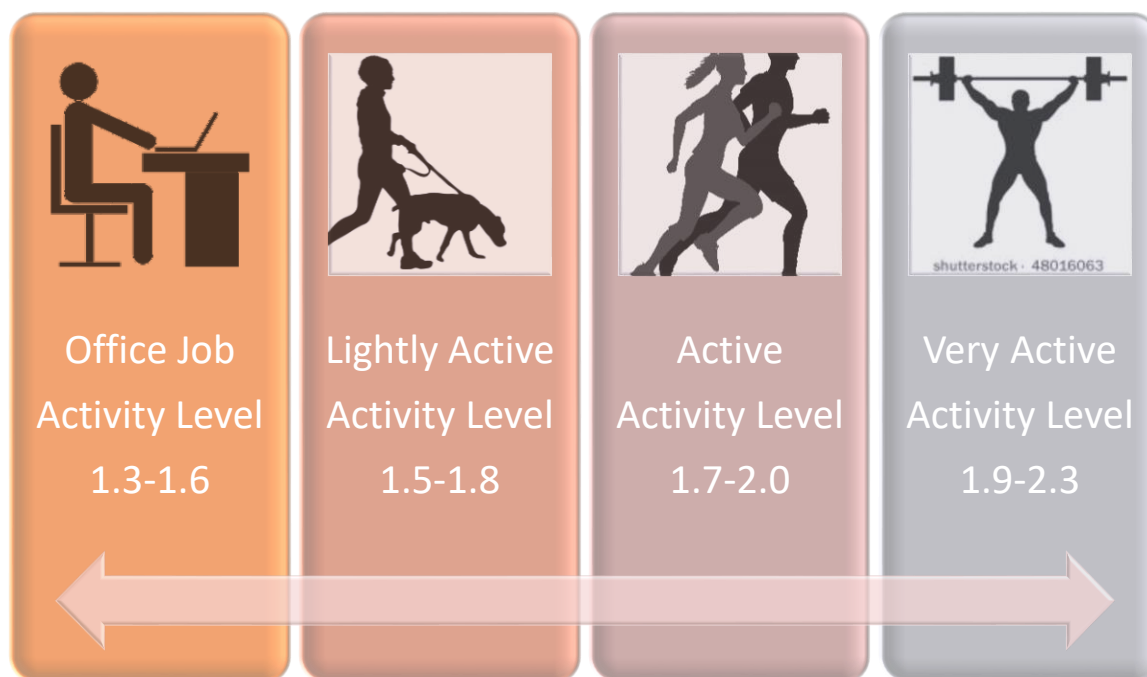 shutterstock · 48016063
Office Job
Activity Level
1.3-1.6
Lightly Active
Activity Level
1.5-1.8
Active
Activity Level
1.7-2.0
Very Active
Activity Level
1.9-2.3